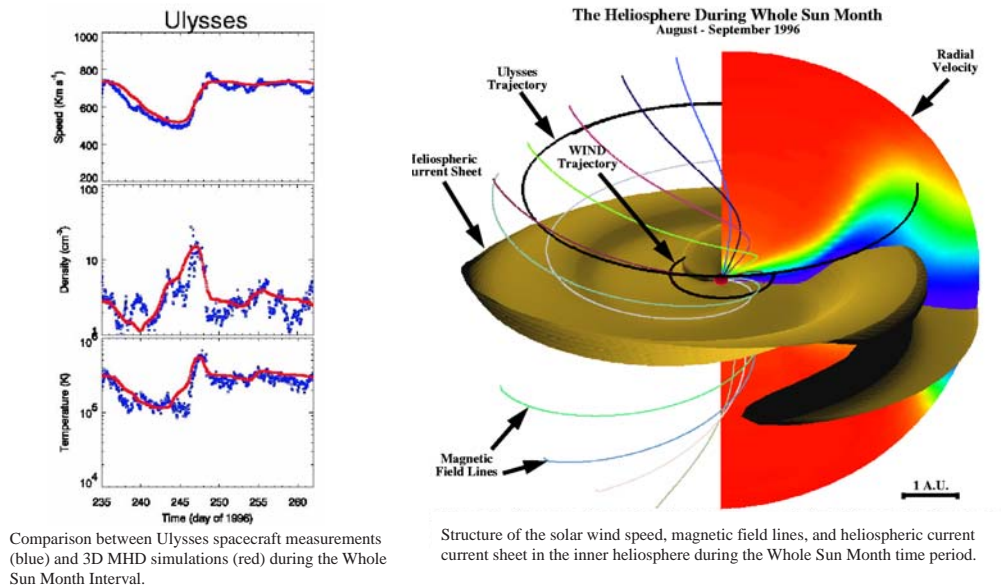 Ulysses
1000
800
600
400
200
Speed (Km s⁻¹)
100
10
1
Density (cm⁻³)
10⁶
10⁵
10⁴
Temperature (K)
235 240 245 250 255 260
Time (day of 1996)
Comparison between Ulysses spacecraft measurements
(blue) and 3D MHD simulations (red) during the Whole
Sun Month Interval.
The Heliosphere During Whole Sun Month
August - September 1996
Ulysses
Trajectory
Radial
Velocity
WIND
Trajectory
Heliospheric
Current Sheet
Magnetic
Field Lines
1 A.U.
Structure of the solar wind speed, magnetic field lines, and heliospheric current
current sheet in the inner heliosphere during the Whole Sun Month time period.